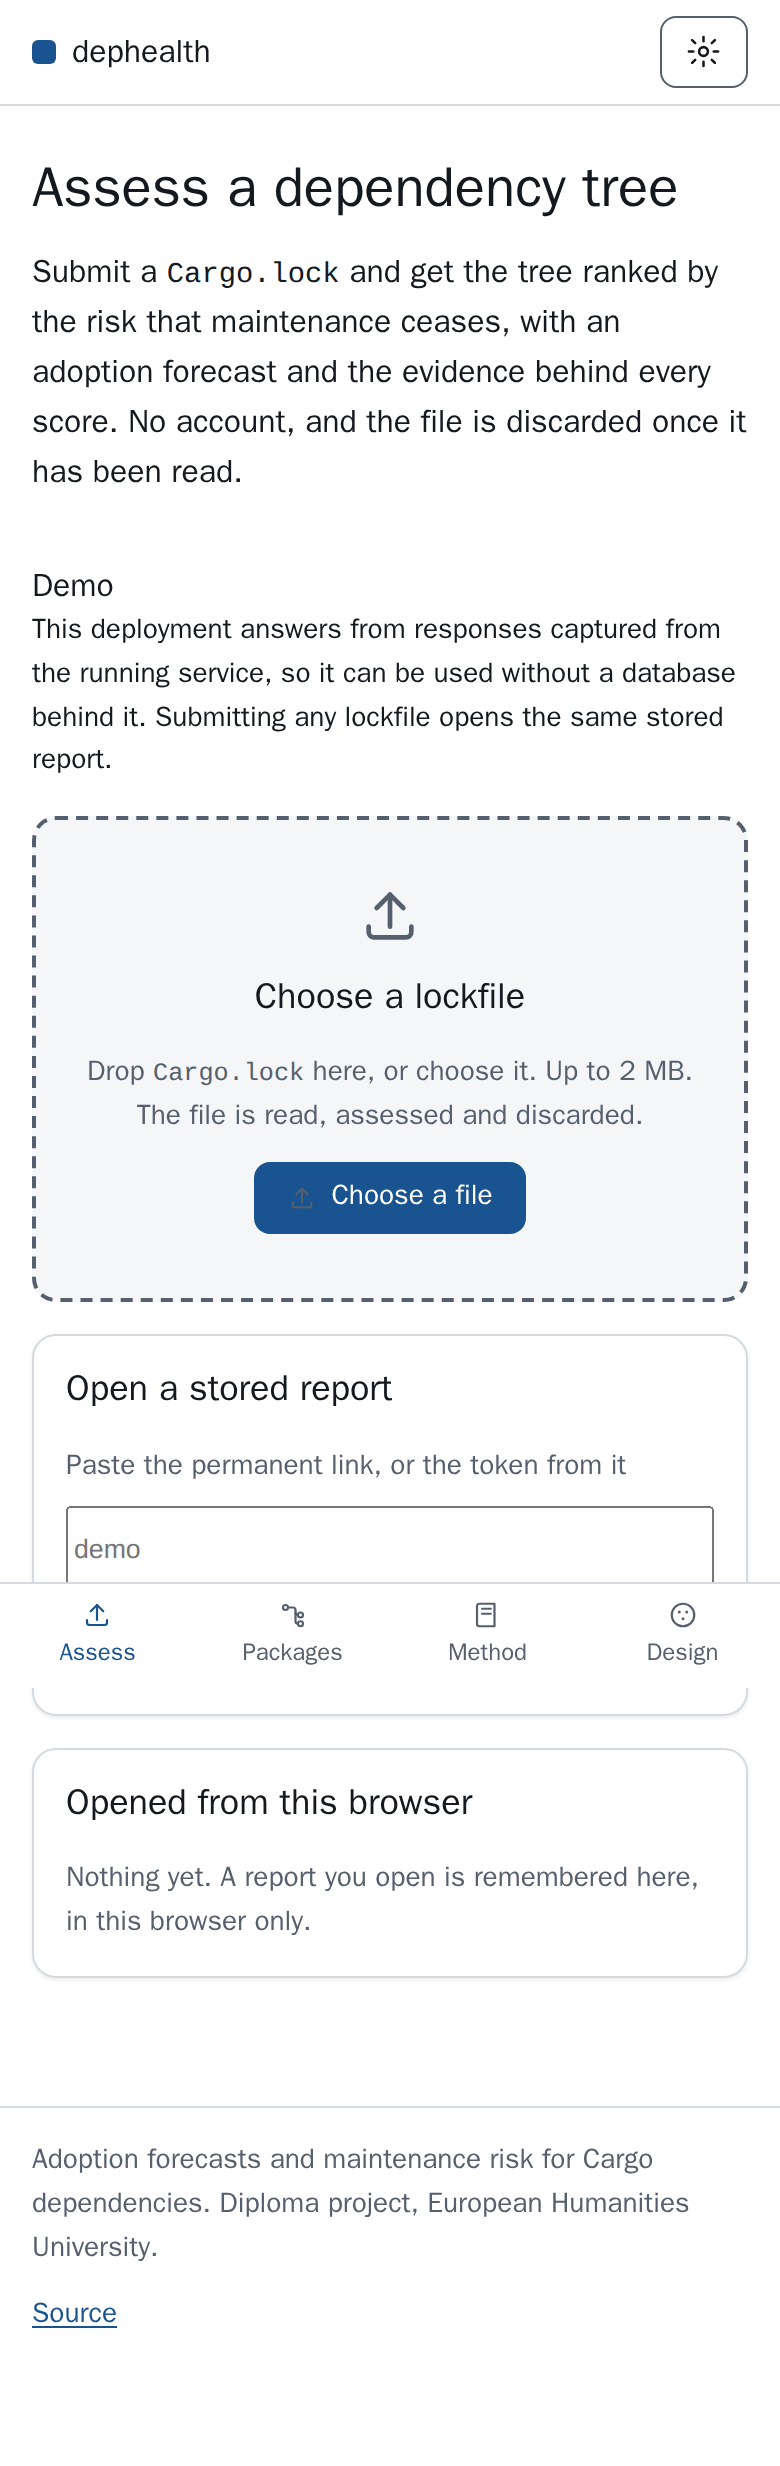 dephealth
Assess a dependency tree
Submit a Cargo.lock and get the tree ranked by
the risk that maintenance ceases, with an
adoption forecast and the evidence behind every
score. No account, and the file is discarded once it
has been read.
Demo
This deployment answers from responses captured from
the running service, so it can be used without a database
behind it. Submitting any lockfile opens the same stored
report.
Choose a lockfile
Drop Cargo.lock here, or choose it. Up to 2 MB.
The file is read, assessed and discarded.
Choose a file
Open a stored report
Paste the permanent link, or the token from it
demo
Assess
Packages
Method
Design
Opened from this browser
Nothing yet. A report you open is remembered here,
in this browser only.
Adoption forecasts and maintenance risk for Cargo
dependencies. Diploma project, European Humanities
University.
Source